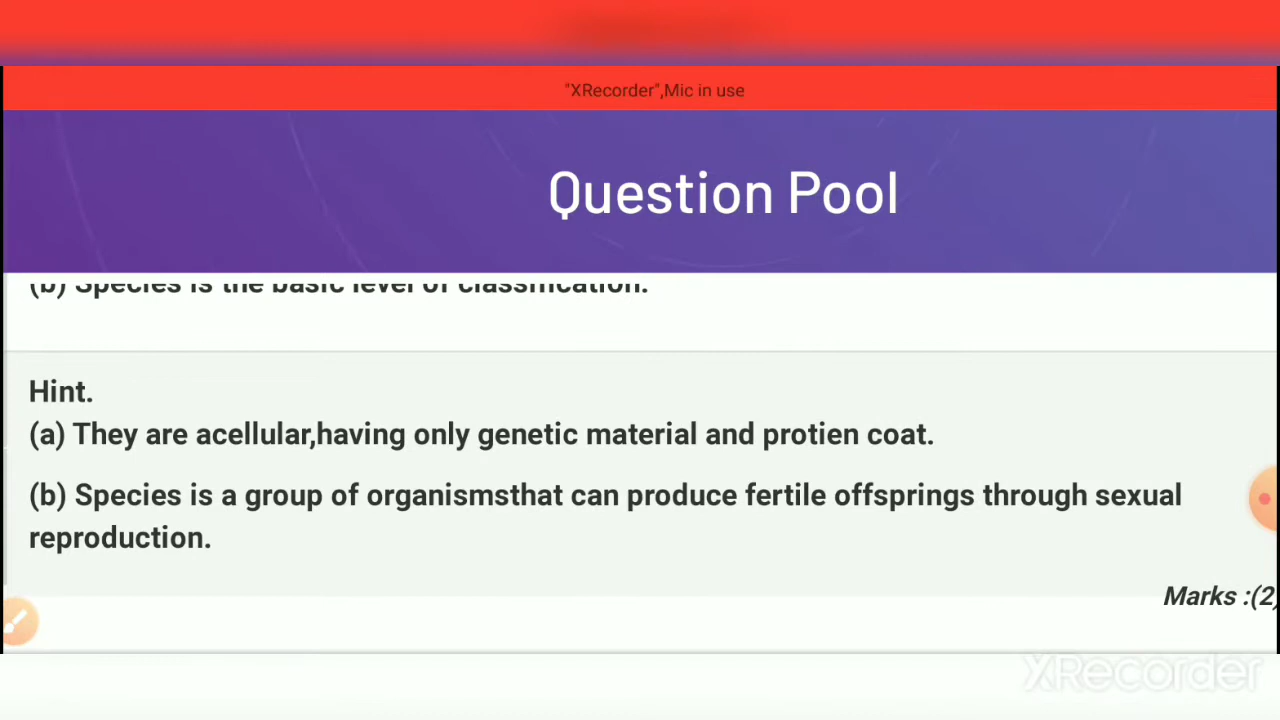 "XRecorder",Mic in use
Question Pool
(b) Species is the basic level of classification.
Hint.
(a) They are acellular,having only genetic material and protien coat.
(b) Species is a group of organismsthat can produce fertile offsprings through sexual
reproduction.
Marks :(2)
XRecorder